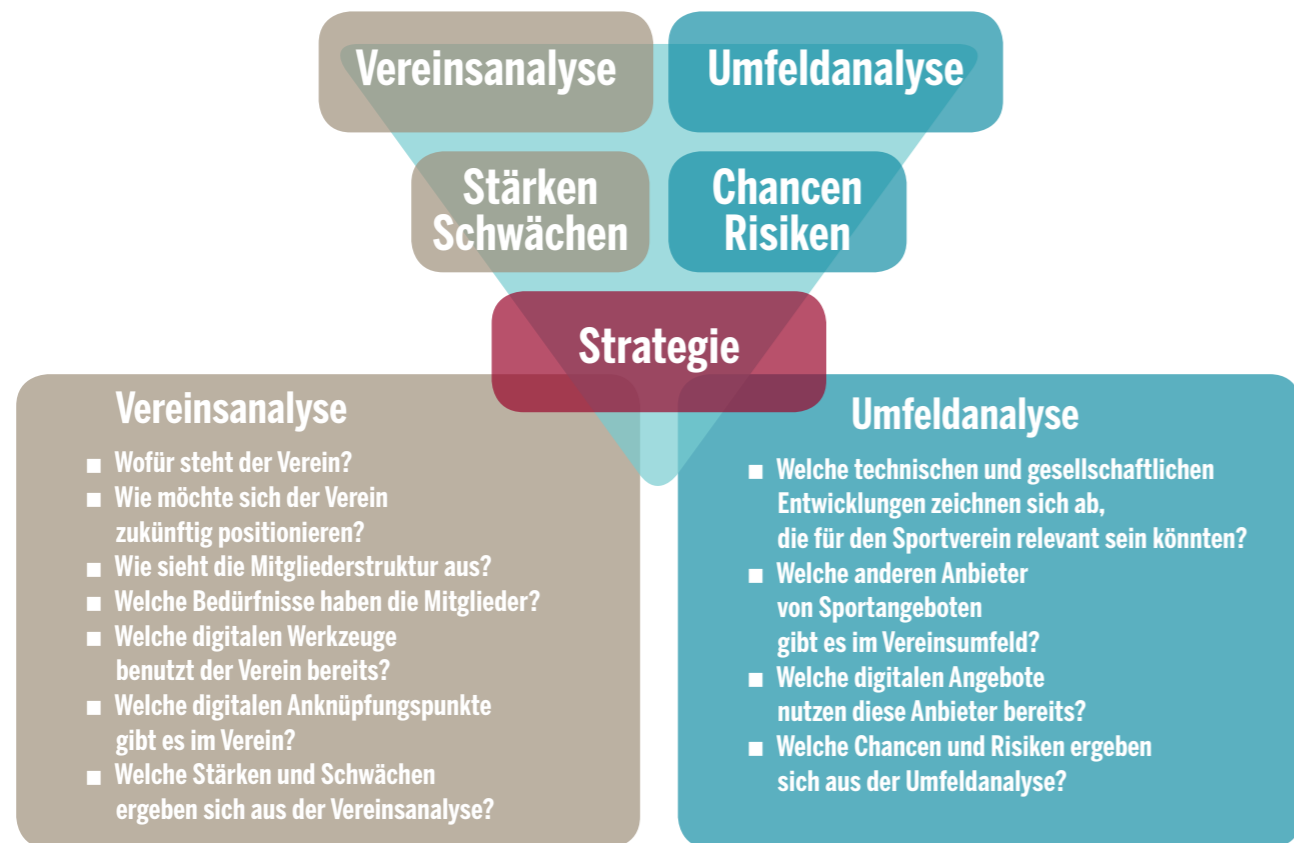 Vereinsanalyse
Umfeldanalyse
Stärken
Schwächen
Chancen
Risiken
Strategie
Vereinsanalyse
■ Wofür steht der Verein?
■ Wie möchte sich der Verein
zukünftig positionieren?
■ Wie sieht die Mitgliederstruktur aus?
■ Welche Bedürfnisse haben die Mitglieder?
■ Welche digitalen Werkzeuge
benutzt der Verein bereits?
■ Welche digitalen Anknüpfungspunkte
gibt es im Verein?
■ Welche Stärken und Schwächen
ergeben sich aus der Vereinsanalyse?
Umfeldanalyse
■ Welche technischen und gesellschaftlichen
Entwicklungen zeichnen sich ab,
die für den Sportverein relevant sein könnten?
■ Welche anderen Anbieter
von Sportangeboten
gibt es im Vereinsumfeld?
■ Welche digitalen Angebote
nutzen diese Anbieter bereits?
■ Welche Chancen und Risiken ergeben
sich aus der Umfeldanalyse?